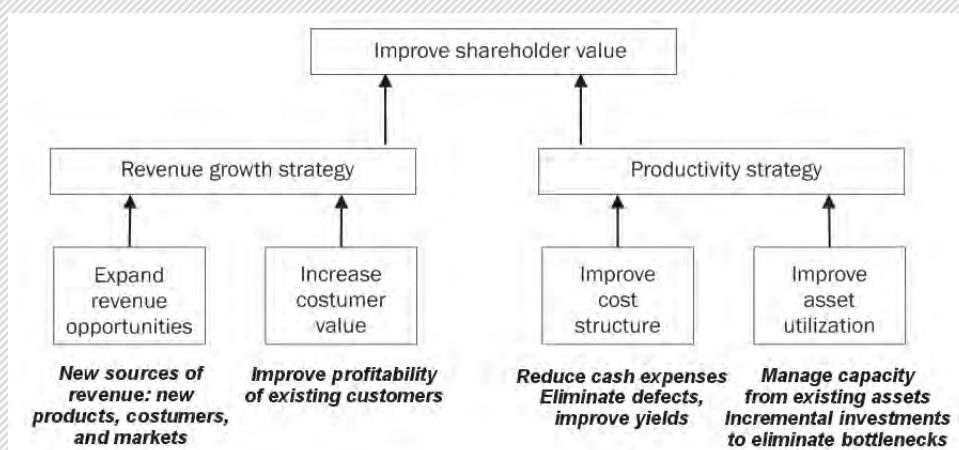 Improve shareholder value
Revenue growth strategy
Productivity strategy
Expand
revenue
opportunities
Increase
costumer
value
Improve
cost
structure
Improve
asset
utilization
New sources of
revenue: new
products, costumers,
and markets
Improve profitability
of existing customers
Reduce cash expenses
Eliminate defects,
improve yields
Manage capacity
from existing assets
Incremental investments
to eliminate bottlenecks